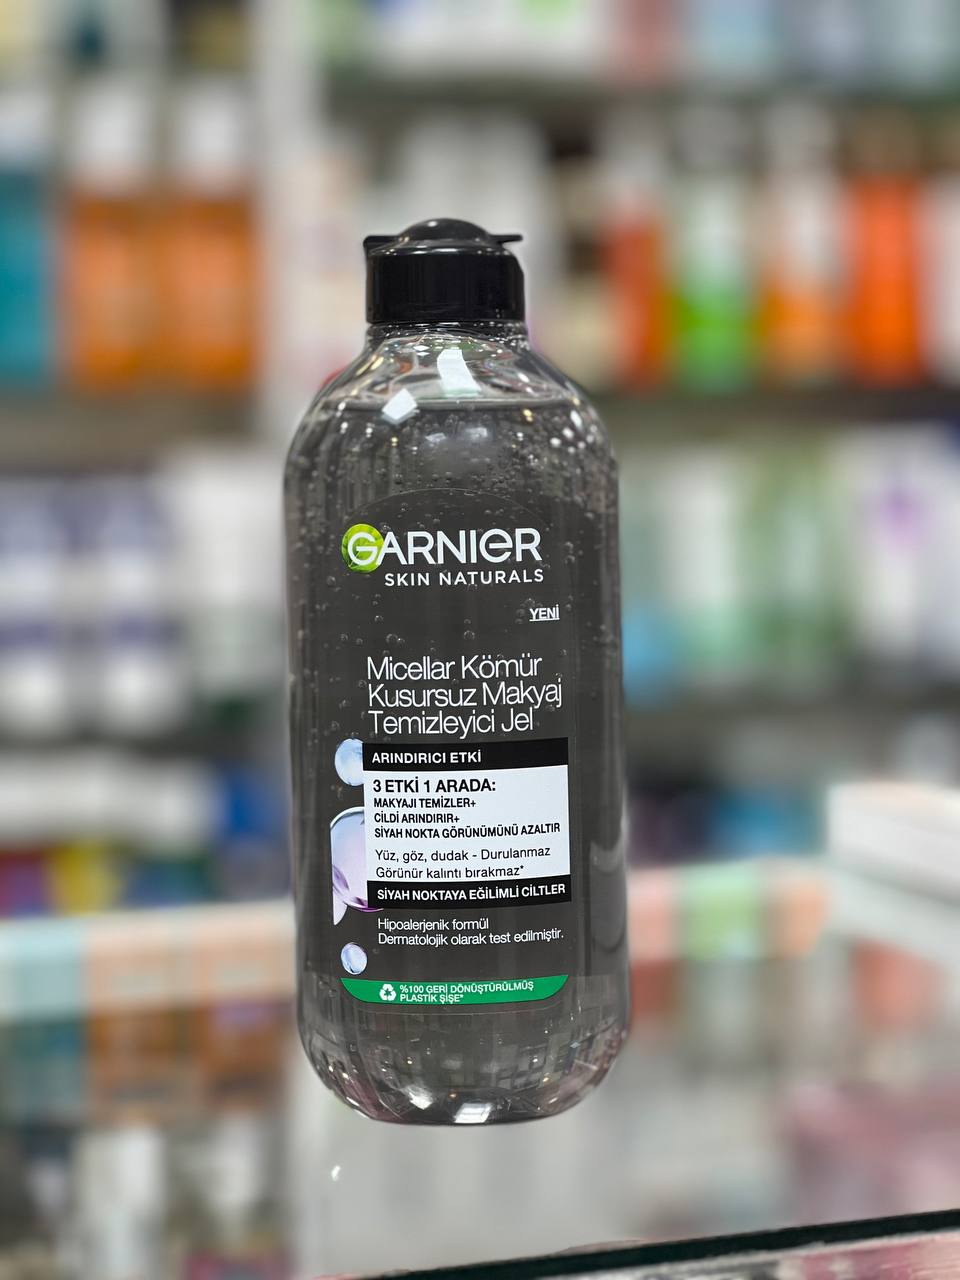 GARNIER
SKIN NATURALS
YENİ
Micellar Kömür
Kusursuz Makyaj
Temizleyici Jel
ARINDIRICI ETKİ
3 ETKİ 1 ARADA:
MAKYAJI TEMİZLER+
CİLDİ ARINDIRIR+
SİYAH NOKTA GÖRÜNÜMÜNÜ AZALTIR
Yüz, göz, dudak - Durulanmaz
Görünür kalıntı bırakmaz*
SİYAH NOKTAYA EĞİLİMLİ CİLTLER
Hipoalerjenik formül
Dermatolojik olarak test edilmiştir.
%100 GERİ DÖNÜŞTÜRÜLMÜŞ
PLASTİK ŞİŞE*